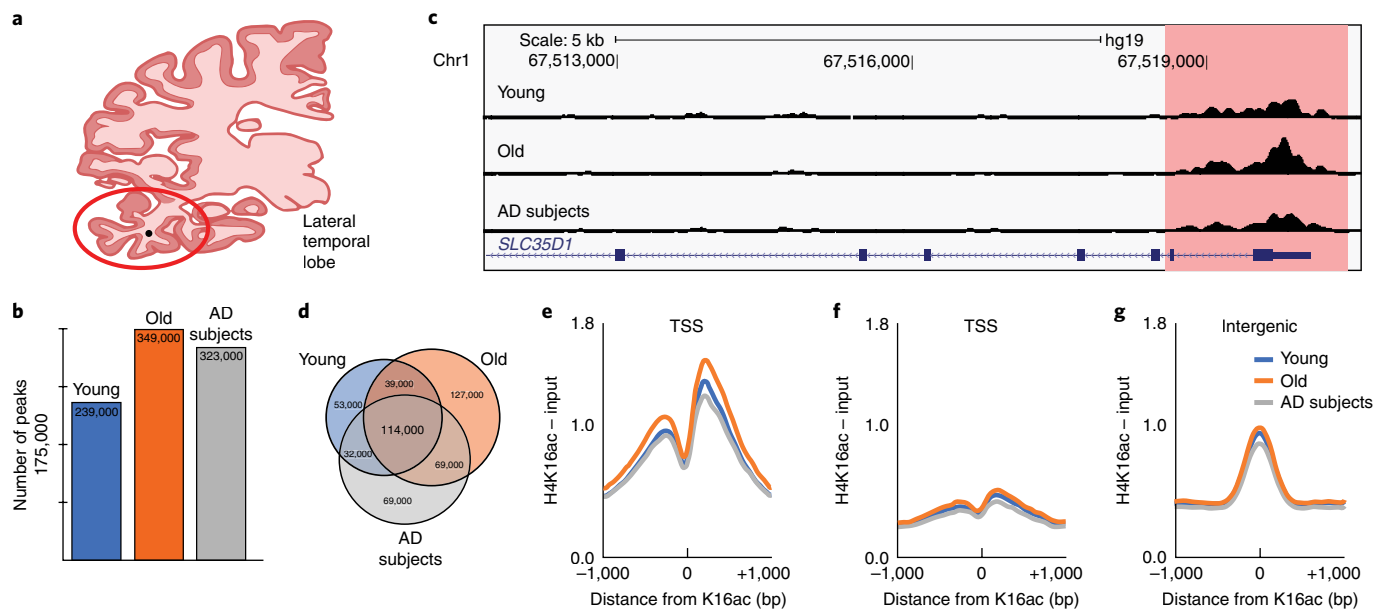 a
Lateral
temporal
lobe
c
Scale: 5 kb
hg19
Chr1
67,513,000
67,516,000
67,519,000
Young
Old
AD subjects
SLC35D1
b
Number of peaks
175,000
Young
239,000
Old
349,000
AD
subjects
323,000
d
Young
Old
39,000
53,000
127,000
114,000
32,000
69,000
69,000
AD
subjects
e
TSS
H4K16ac – input
1.8
1.0
0.0
–1,000
0
+1,000
Distance from K16ac (bp)
f
TSS
H4K16ac – input
1.8
1.0
0.0
–1,000
0
+1,000
Distance from K16ac (bp)
g
Intergenic
Young
Old
AD subjects
H4K16ac – input
1.8
1.0
0.0
–1,000
0
+1,000
Distance from K16ac (bp)